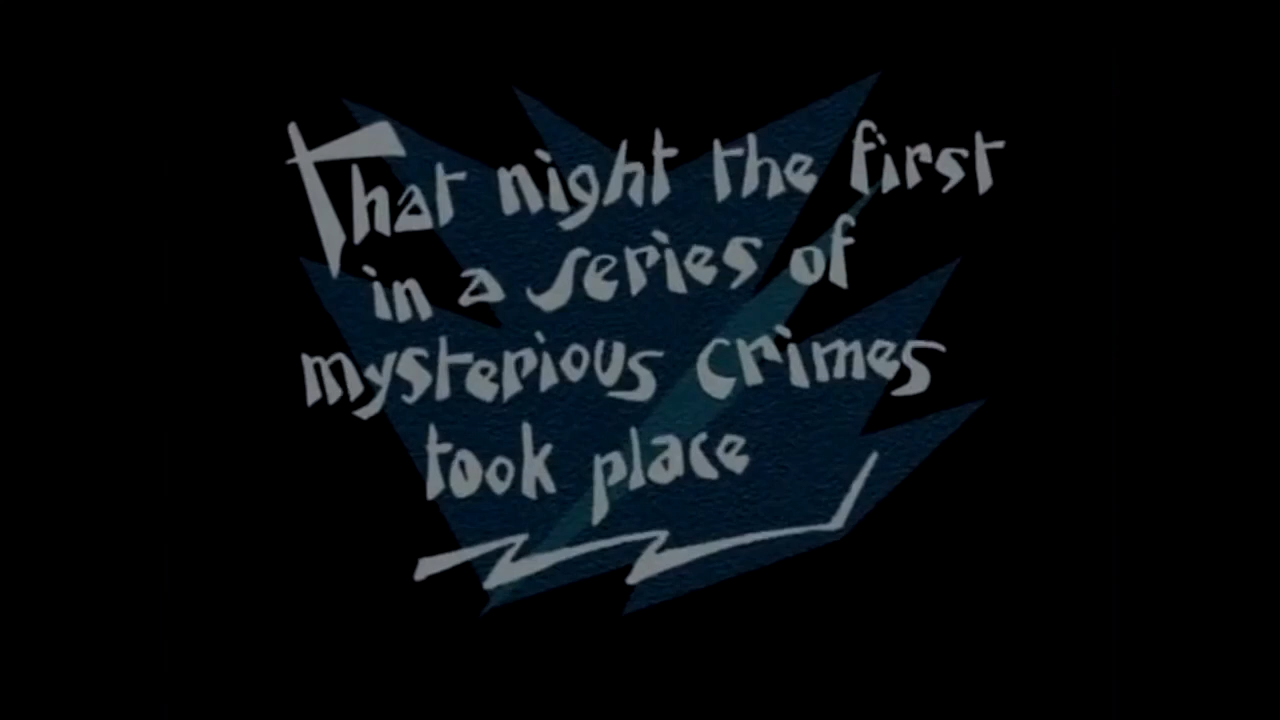 That night the first
in a series of
mysterious crimes
took place